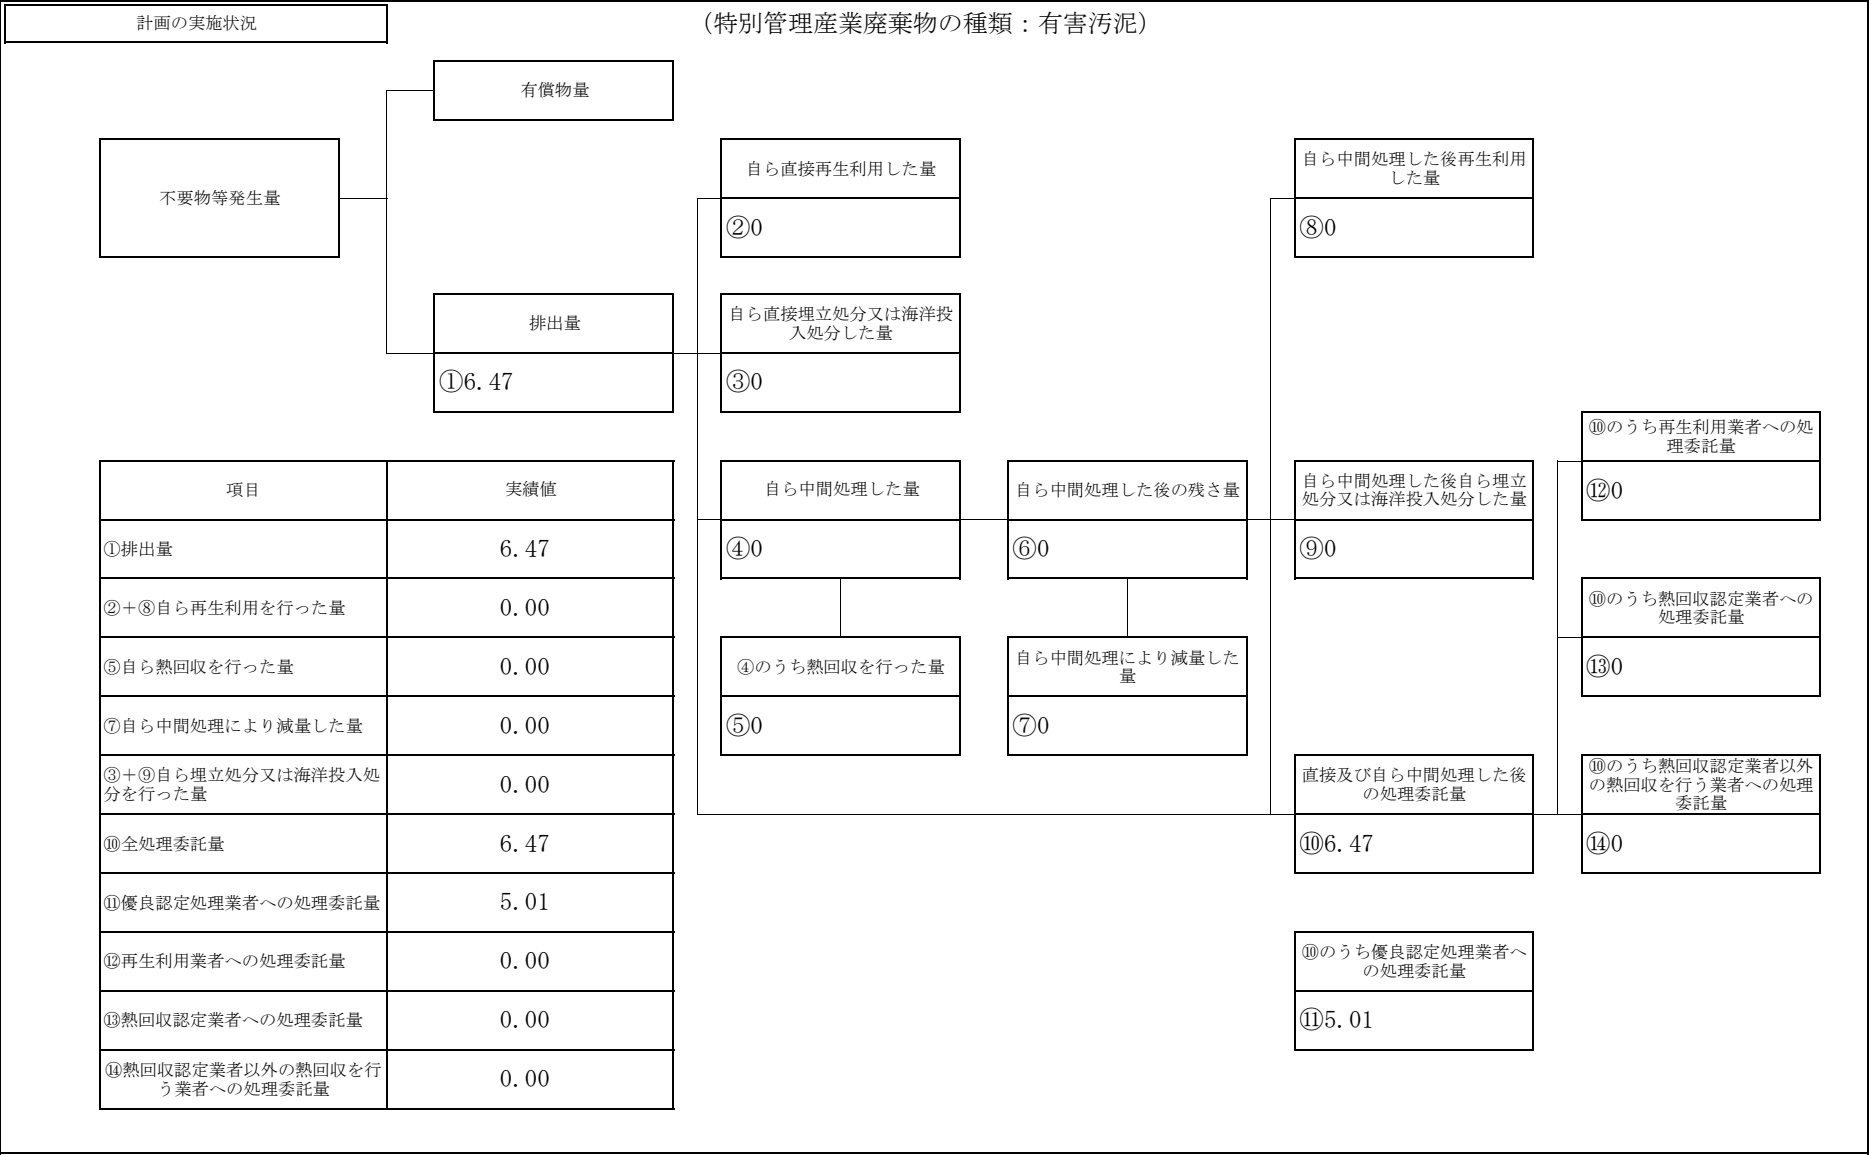 計画の実施状況
（特別管理産業廃棄物の種類：有害汚泥）
有償物量
不要物等発生量
自ら直接再生利用した量
②0
自ら中間処理した後再生利用
した量
⑧0
排出量
①6.47
自ら直接埋立処分又は海洋投
入処分した量
③0
⑩のうち再生利用業者への処
理委託量
⑫0
自ら中間処理した量
④0
自ら中間処理した後の残さ量
⑥0
自ら中間処理した後自ら埋立
処分又は海洋投入処分した量
⑨0
⑩のうち熱回収認定業者への
処理委託量
⑬0
④のうち熱回収を行った量
⑤0
自ら中間処理により減量した
量
⑦0
直接及び自ら中間処理した後
の処理委託量
⑩6.47
⑩のうち熱回収認定業者以外
の熱回収を行う業者への処理
委託量
⑭0
⑩のうち優良認定処理業者へ
の処理委託量
⑪5.01
項目 実績値
①排出量 6.47
②＋⑧自ら再生利用を行った量 0.00
⑤自ら熱回収を行った量 0.00
⑦自ら中間処理により減量した量 0.00
③＋⑨自ら埋立処分又は海洋投入処
分を行った量 0.00
⑩全処理委託量 6.47
⑪優良認定処理業者への処理委託量 5.01
⑫再生利用業者への処理委託量 0.00
⑬熱回収認定業者への処理委託量 0.00
⑭熱回収認定業者以外の熱回収を行
う業者への処理委託量 0.00